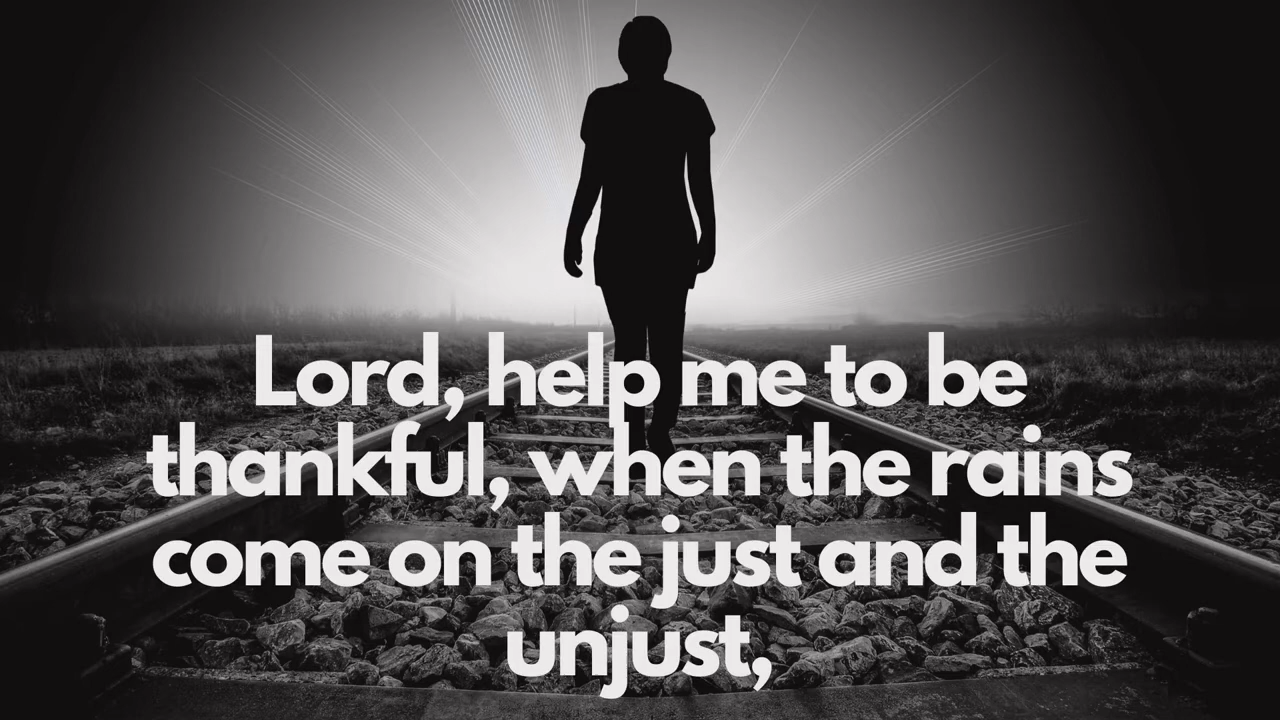 Lord, help me to be
thankful, when the rains
come on the just and the
unjust,